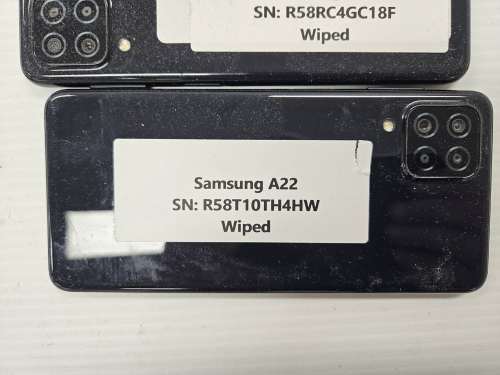 SN: R58RC4GC18F
Wiped
Samsung A22
SN: R58T10TH4HW
Wiped